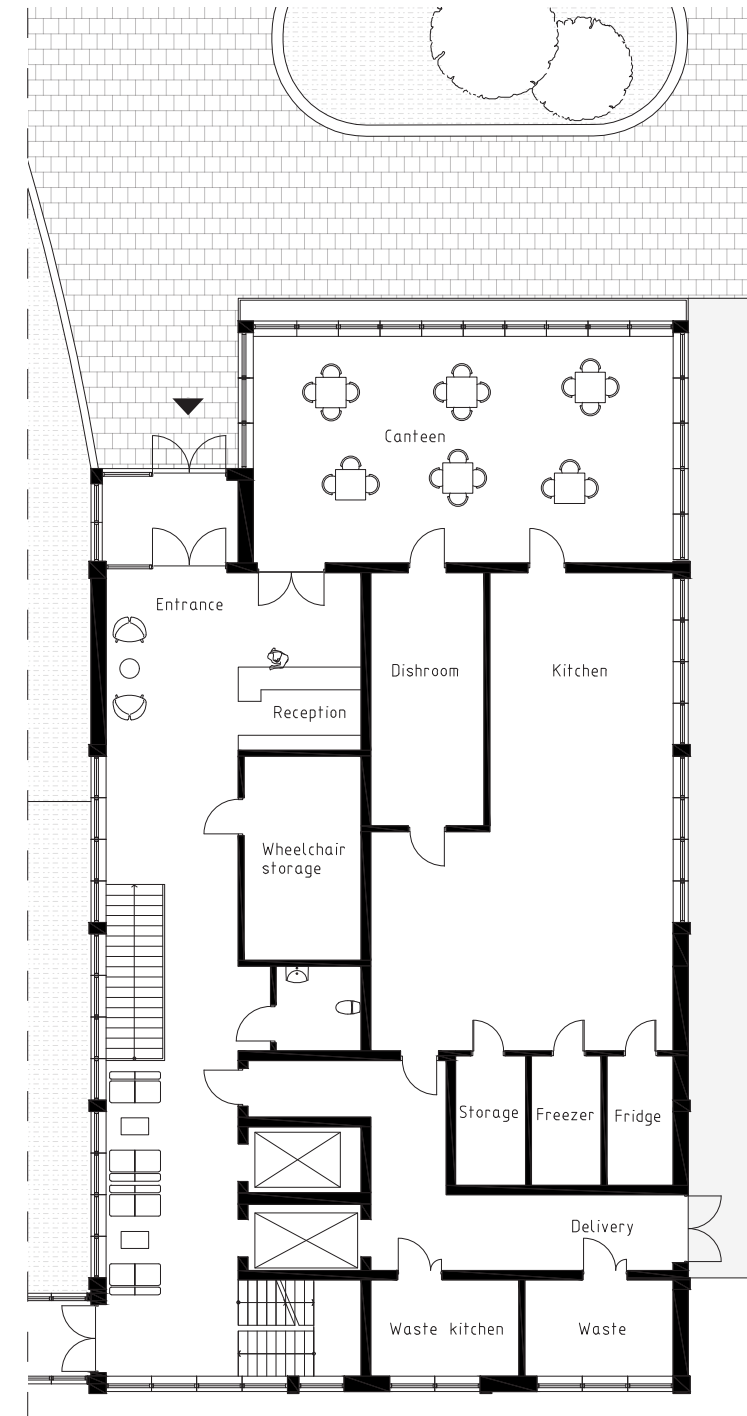 Canteen
Entrance
Dishroom
Kitchen
Reception
Wheelchair
storage
Storage
Freezer
Fridge
Delivery
Waste kitchen
Waste